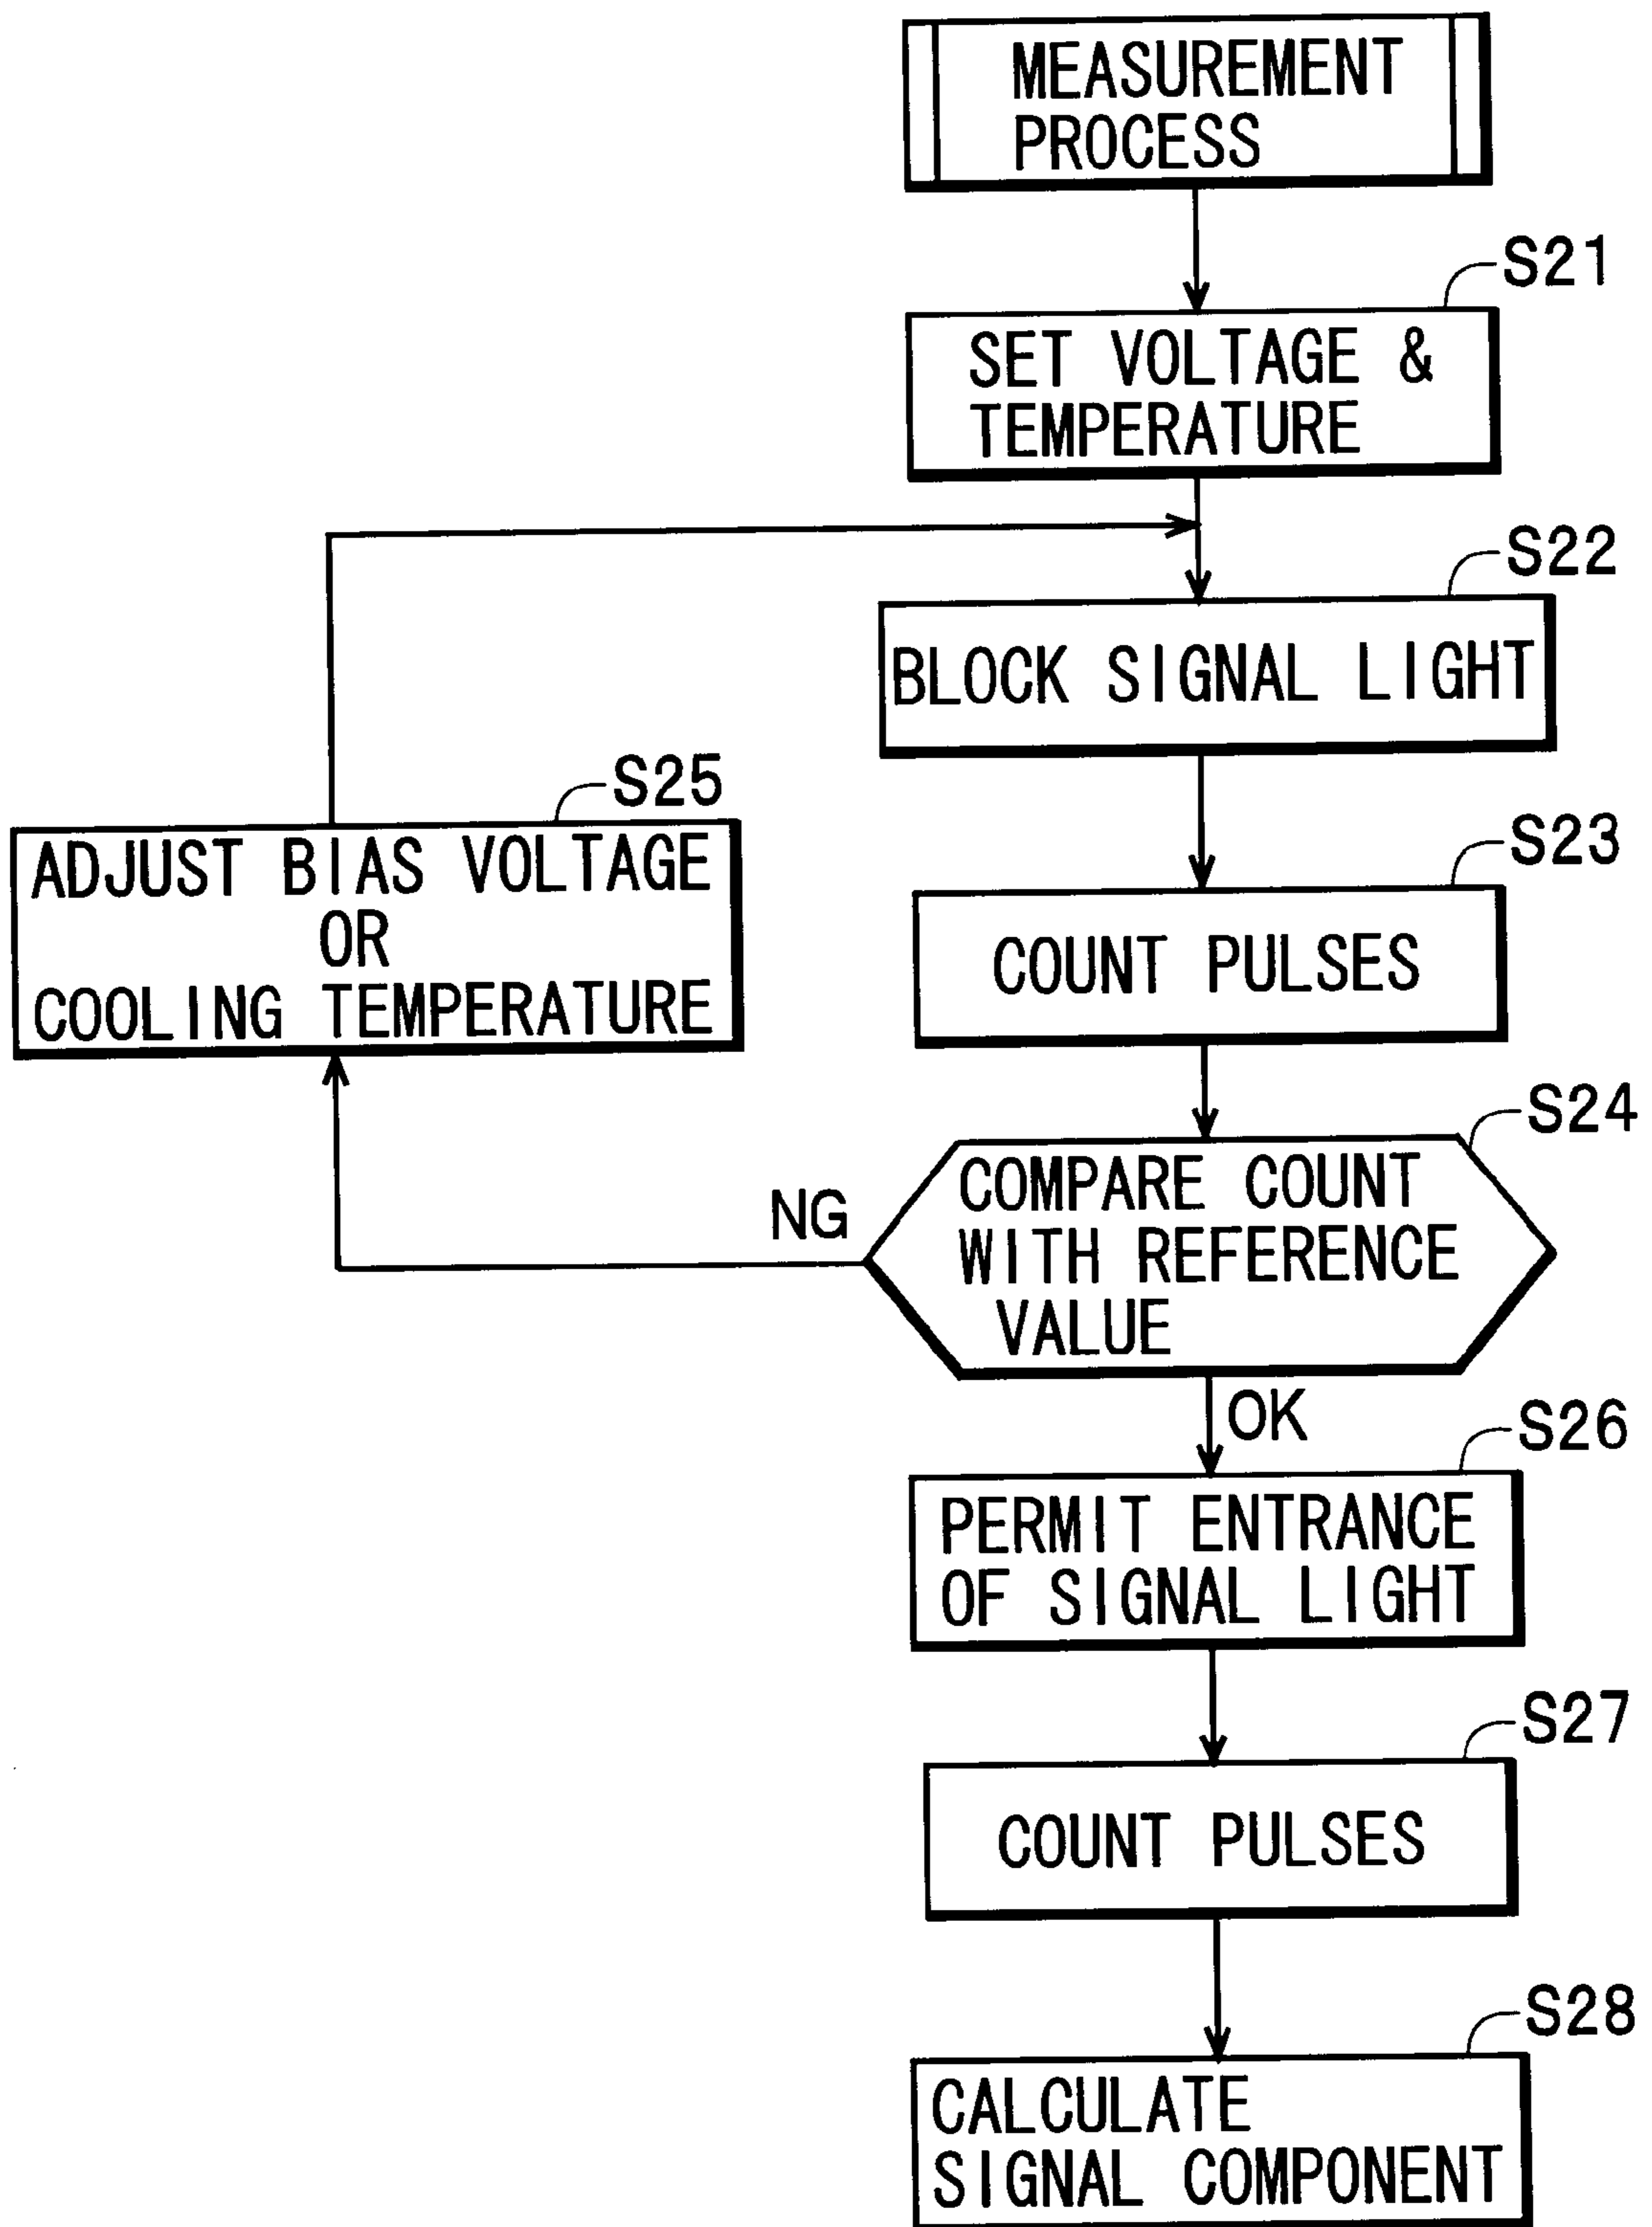 MEASUREMENT
PROCESS
S21
SET VOLTAGE &
TEMPERATURE
S22
BLOCK SIGNAL LIGHT
S25
ADJUST BIAS VOLTAGE
OR
COOLING TEMPERATURE
S23
COUNT PULSES
S24
COMPARE COUNT
WITH REFERENCE
VALUE
NG
OK
S26
PERMIT ENTRANCE
OF SIGNAL LIGHT
S27
COUNT PULSES
S28
CALCULATE
SIGNAL COMPONENT